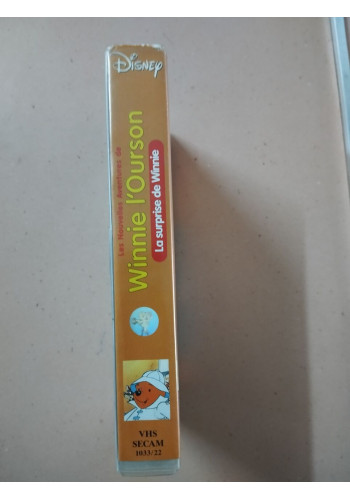 DISNEY
Les Nouvelles Aventures de
Winnie l'Ourson
La surprise de Winnie
VHS
SECAM
1033/22